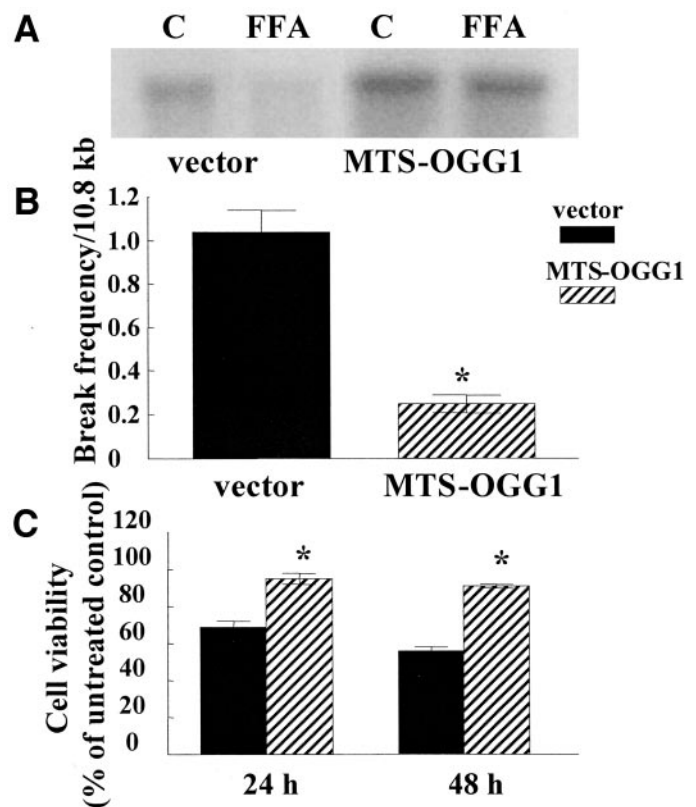 A
C FFA C FFA
vector MTS-OGG1
B
Break frequency/10.8 kb
1.2
1.0
0.8
0.6
0.4
0.2
0
*
vector
MTS-OGG1
vector MTS-OGG1
C
Cell viability
(% of untreated control)
120
100
80
60
40
20
0
*
*
24 h 48 h